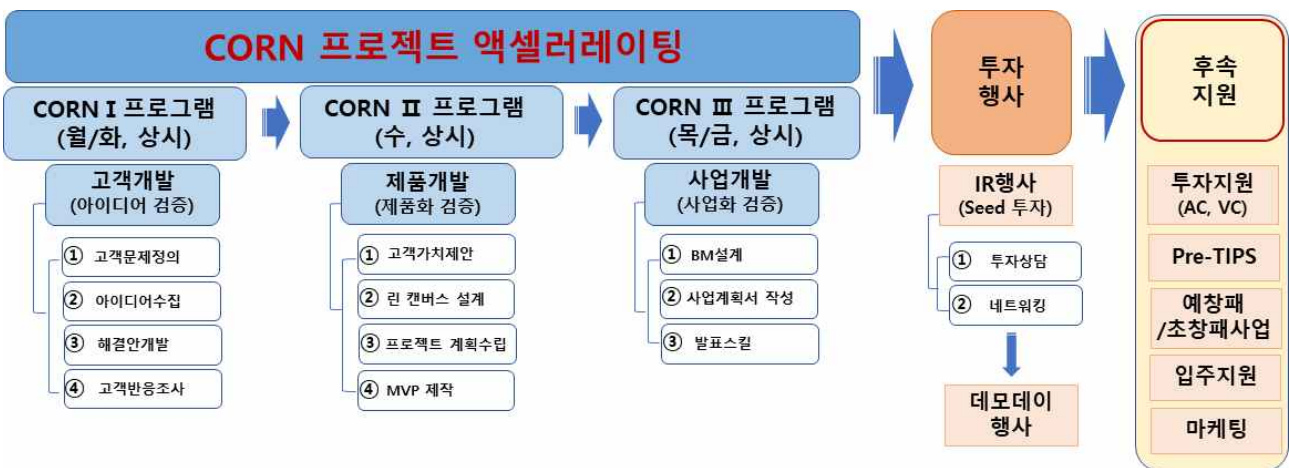 CORN 프로젝트 액셀러레이팅
CORN Ⅰ 프로그램
(월/화, 상시)
고객개발
(아이디어 검증)
① 고객문제정의
② 아이디어수집
③ 해결안개발
④ 고객반응조사
CORN Ⅱ 프로그램
(수, 상시)
제품개발
(제품화 검증)
① 고객가치제안
② 린 캔버스 설계
③ 프로젝트 계획수립
④ MVP 제작
CORN Ⅲ 프로그램
(목/금, 상시)
사업개발
(사업화 검증)
① BM설계
② 사업계획서 작성
③ 발표스킬
투자
행사
IR행사
(Seed 투자)
① 투자상담
② 네트워킹
데모데이
행사
후속
지원
투자지원
(AC, VC)
Pre-TIPS
예창패
/초창패사업
입주지원
마케팅